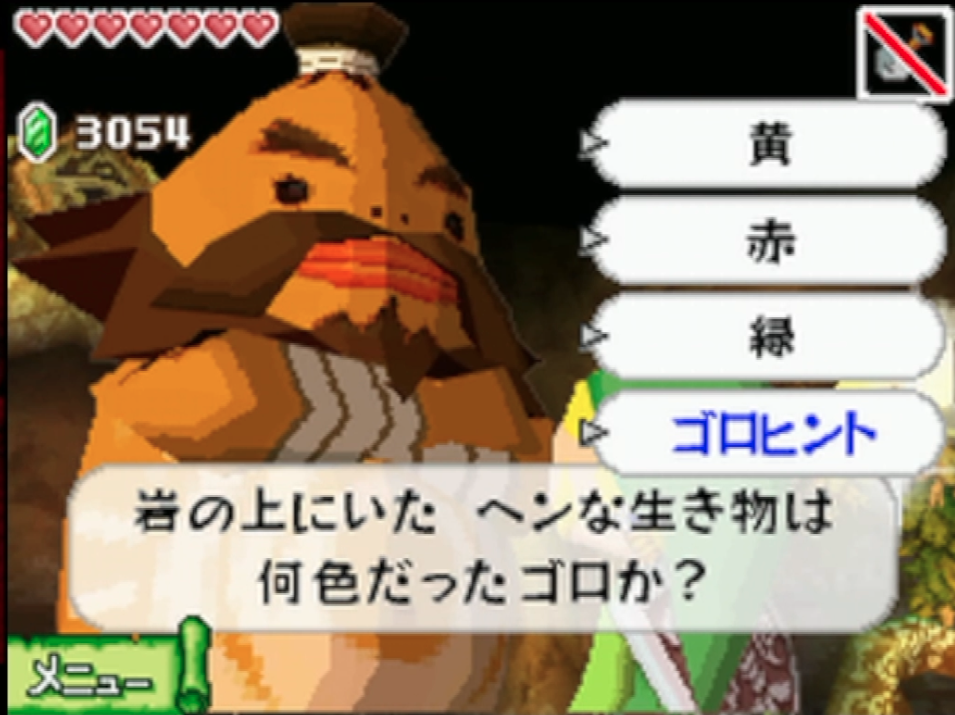 3054
黄
赤
緑
ゴロヒント
岩の上にいた ヘンな生き物は
何色だったゴロか？
メニュー